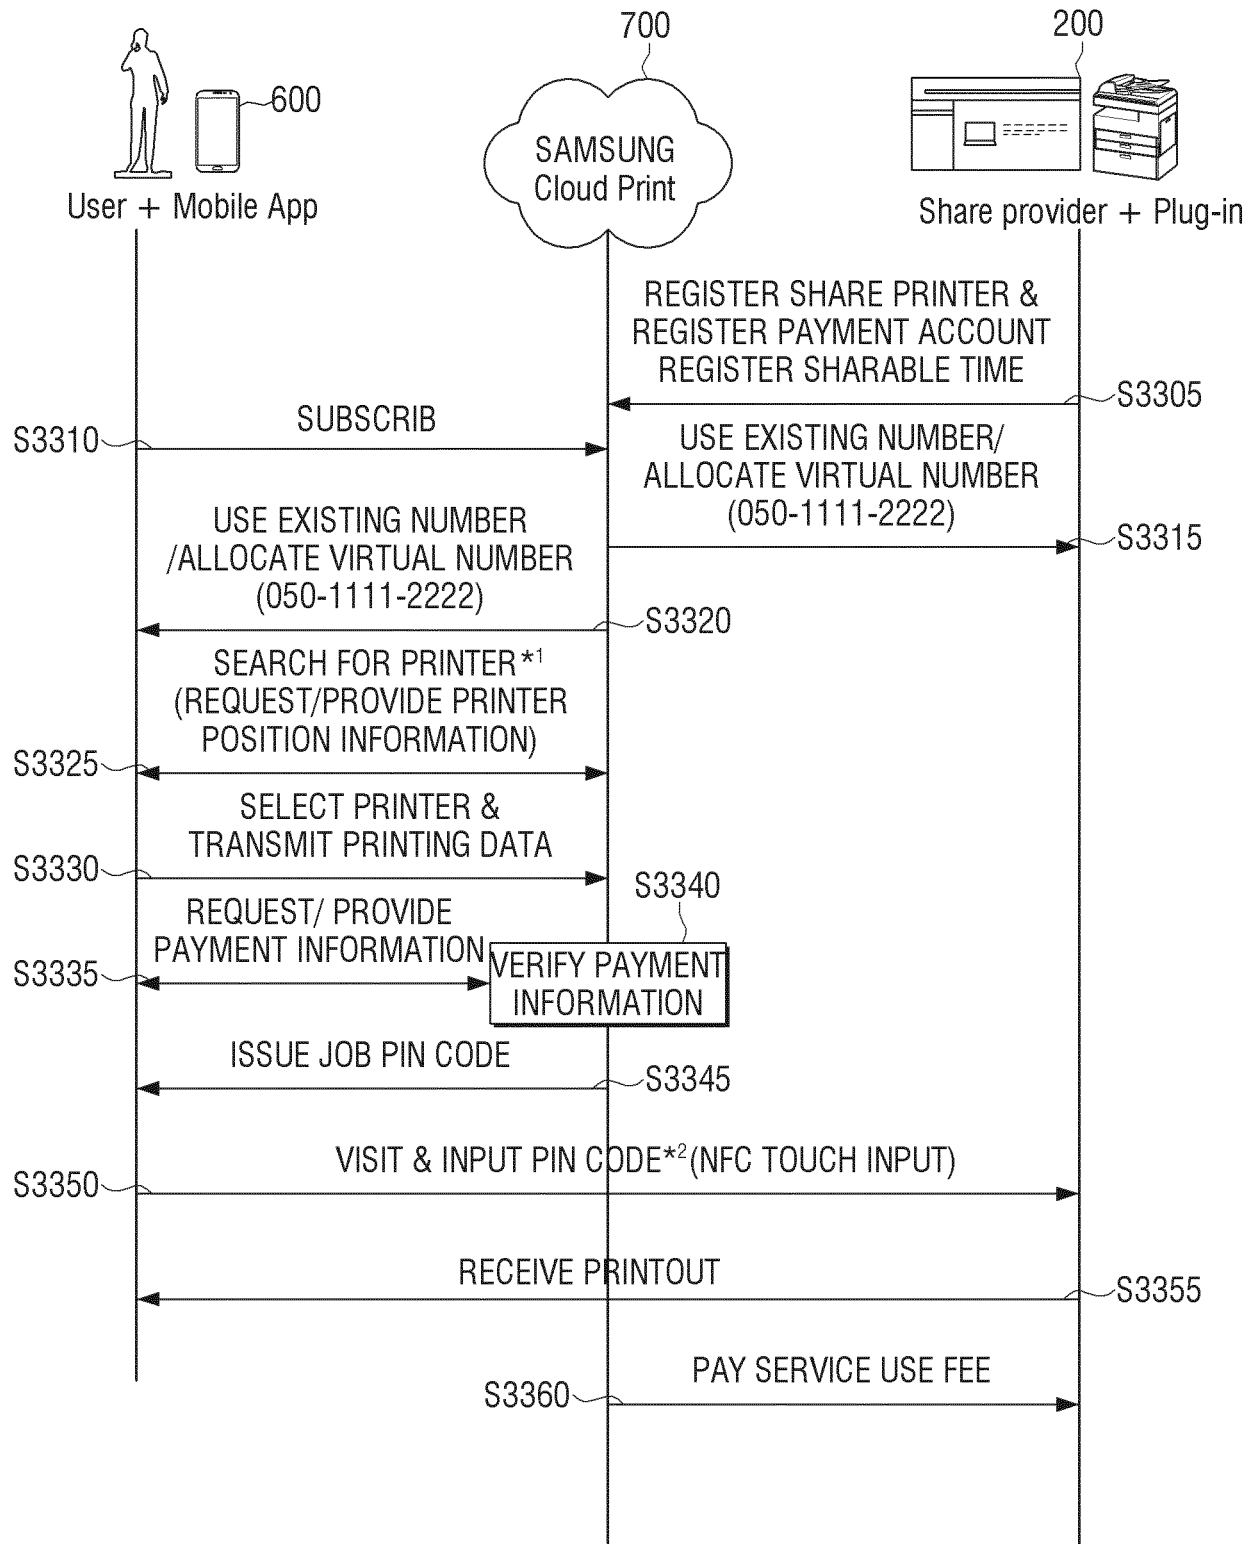 700
200
600
SAMSUNG
Cloud Print
User + Mobile App
Share provider + Plug-in
REGISTER SHARE PRINTER &
REGISTER PAYMENT ACCOUNT
REGISTER SHARABLE TIME
S3305
SUBSCRIB
S3310
USE EXISTING NUMBER/
ALLOCATE VIRTUAL NUMBER
(050-1111-2222)
S3315
USE EXISTING NUMBER
/ALLOCATE VIRTUAL NUMBER
(050-1111-2222)
S3320
SEARCH FOR PRINTER*1
(REQUEST/PROVIDE PRINTER
POSITION INFORMATION)
S3325
SELECT PRINTER &
TRANSMIT PRINTING DATA
S3330
S3340
REQUEST/ PROVIDE
PAYMENT INFORMATION
S3335
VERIFY PAYMENT
INFORMATION
ISSUE JOB PIN CODE
S3345
VISIT & INPUT PIN CODE*2(NFC TOUCH INPUT)
S3350
RECEIVE PRINTOUT
S3355
PAY SERVICE USE FEE
S3360